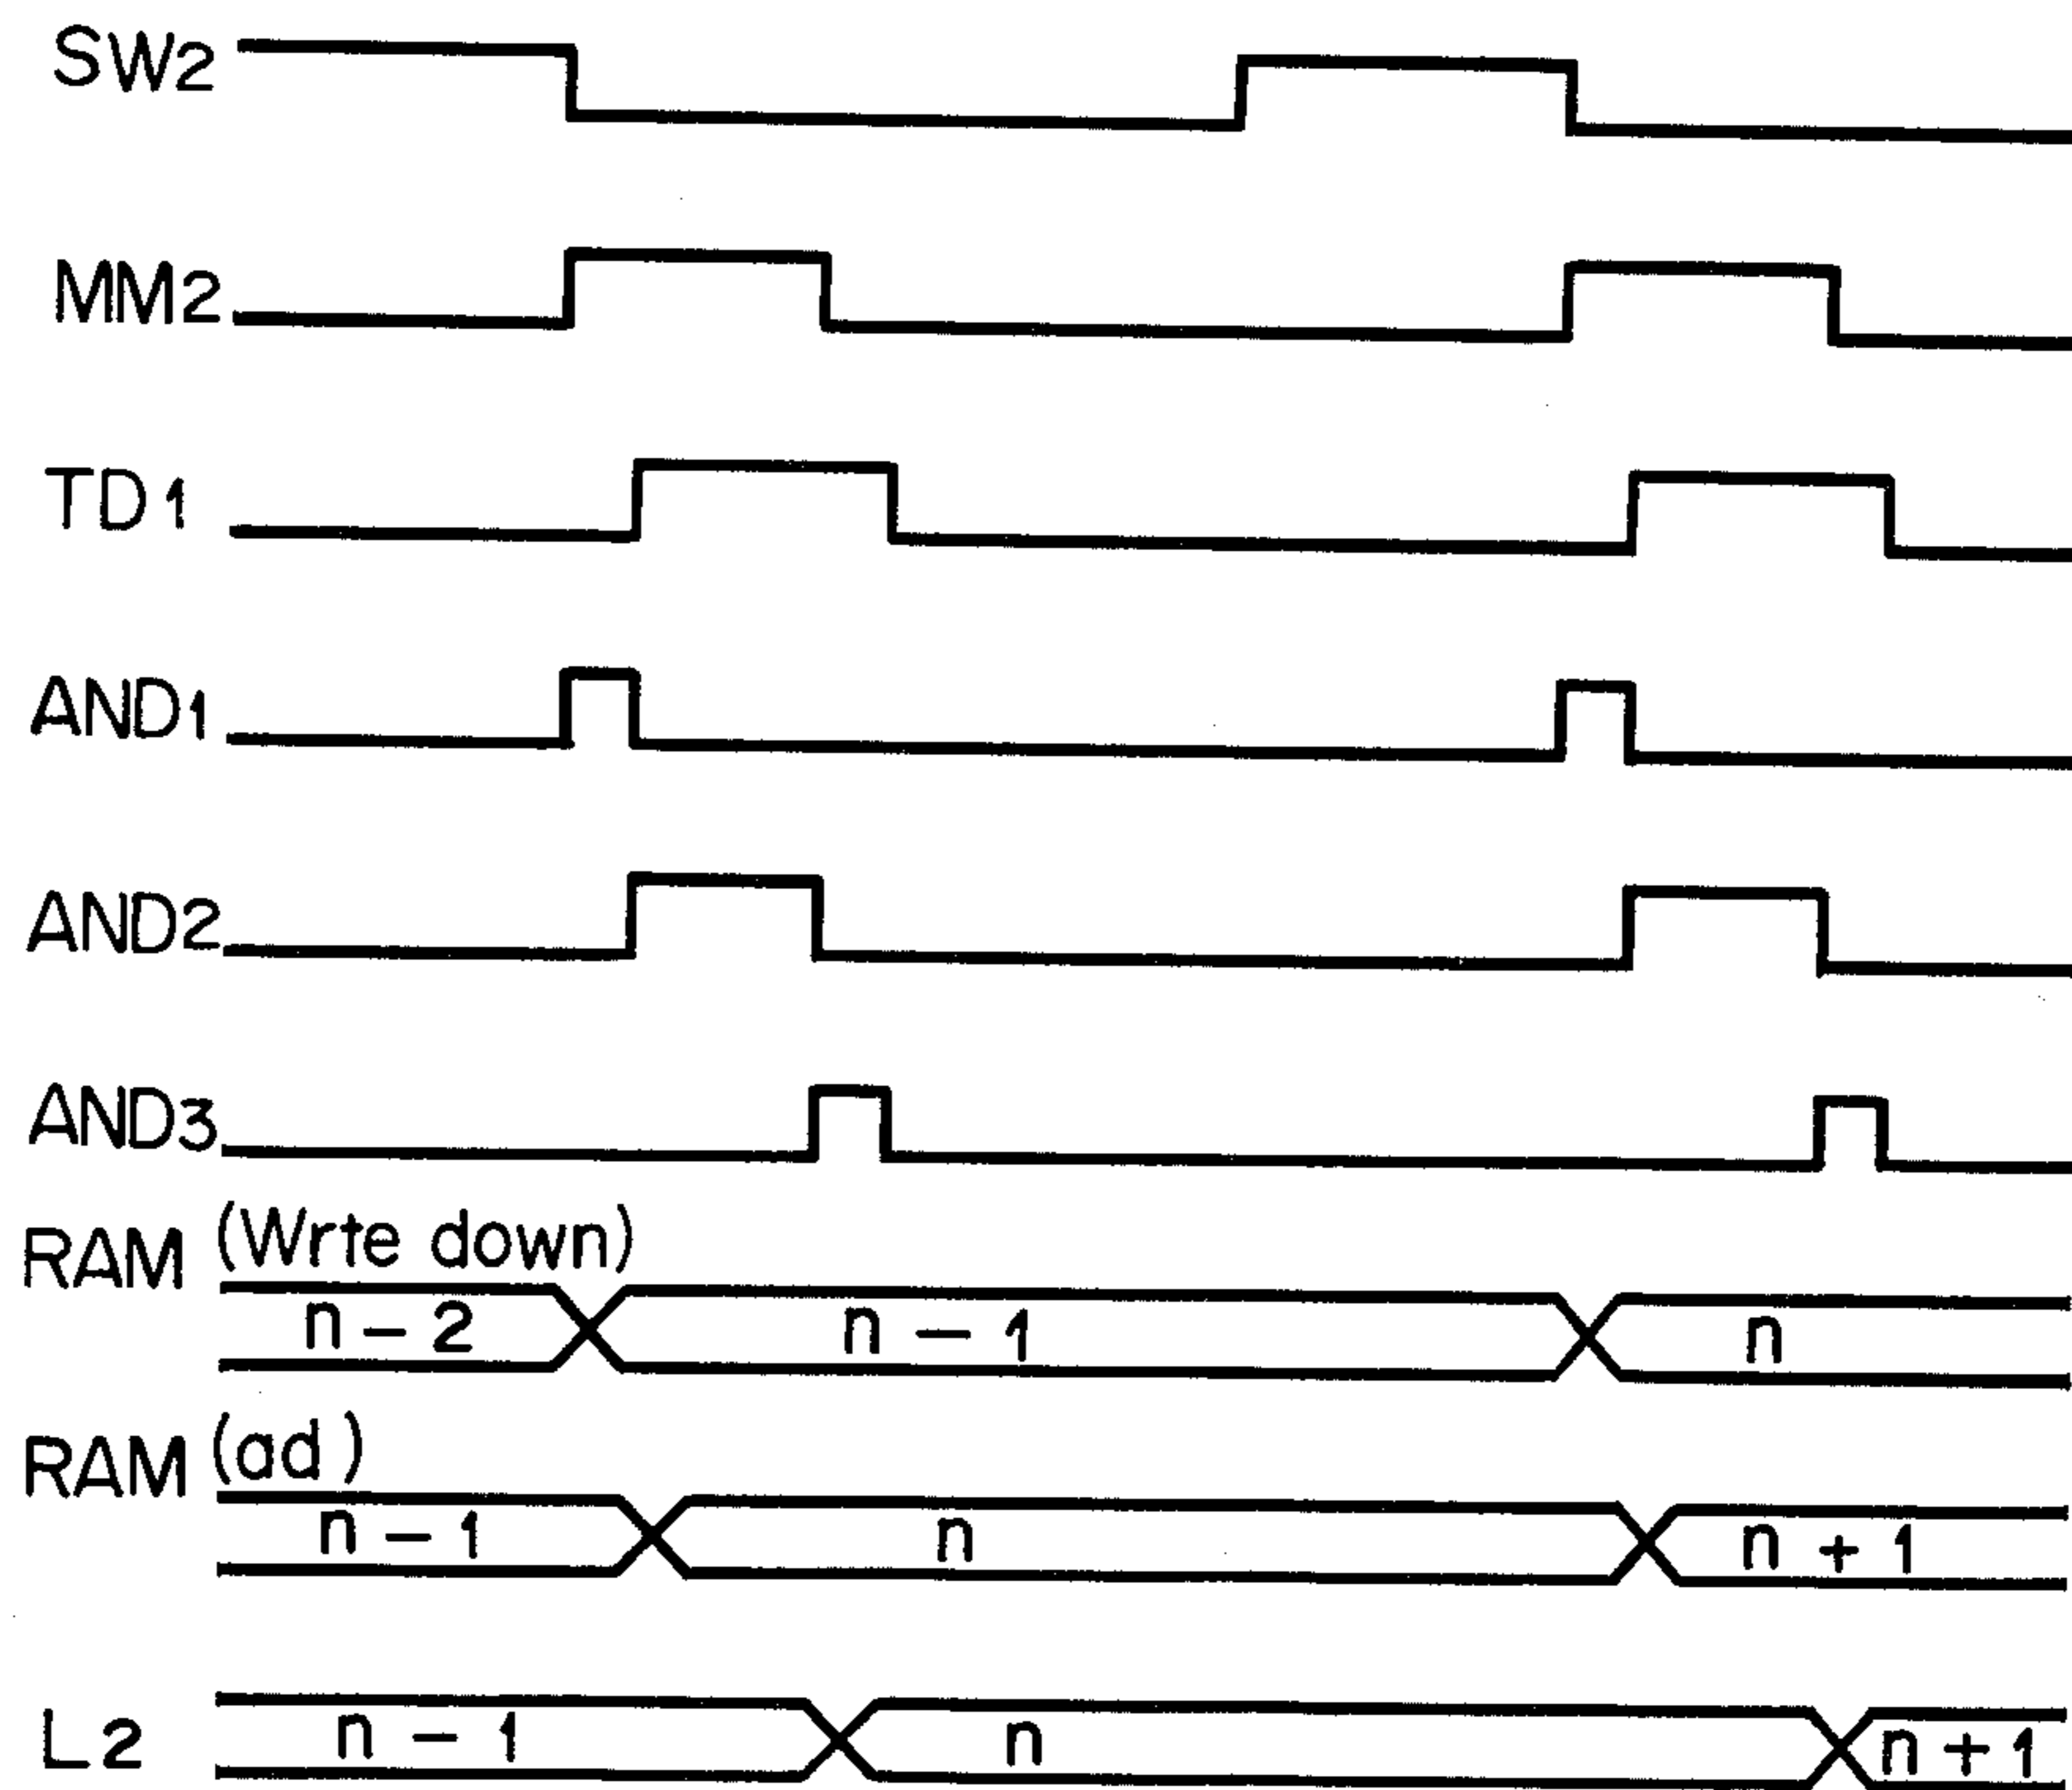 SW2
MM2
TD1
AND1
AND2
AND3
RAM (Wrte down)
n-2 n-1 n
RAM (ad)
n-1 n n+1
L2 n-1 n n+1